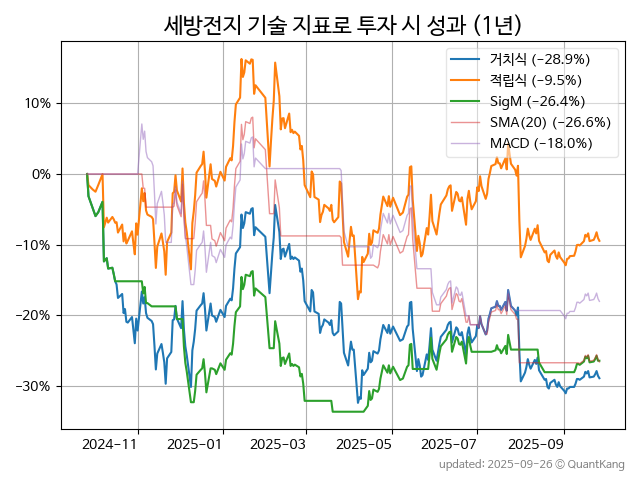 세방전지 기술 지표로 투자 시 성과 (1년)
거치식 (−28.9%)
적립식 (−9.5%)
SigM (−26.4%)
SMA(20) (−26.6%)
MACD (−18.0%)
10%
0%
−10%
−20%
−30%
2024−11 2025−01 2025−03 2025−05 2025−07 2025−09
updated: 2025−09−26 © QuantKang